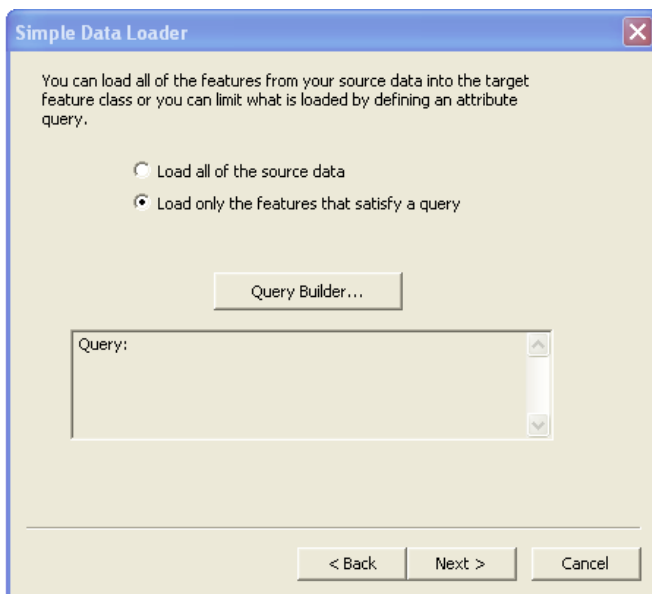 Simple Data Loader
You can load all of the features from your source data into the target
feature class or you can limit what is loaded by defining an attribute
query.
Load all of the source data
Load only the features that satisfy a query
Query Builder...
Query:
< Back
Next >
Cancel